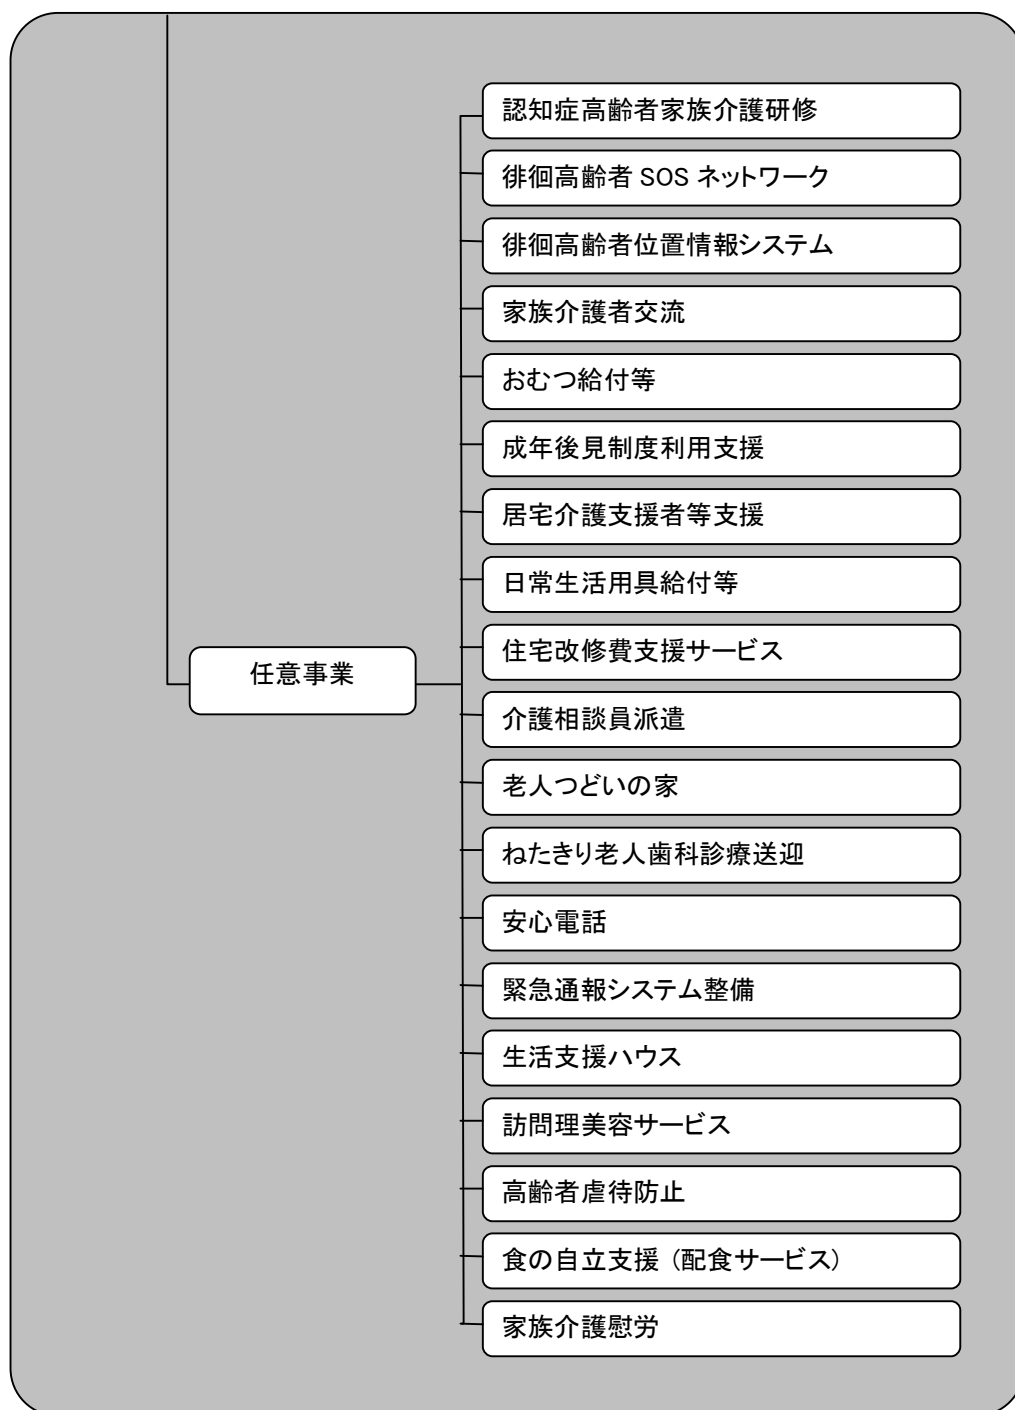 認知症高齢者家族介護研修
徘徊高齢者 SOS ネットワーク
徘徊高齢者位置情報システム
家族介護者交流
おむつ給付等
成年後見制度利用支援
居宅介護支援者等支援
日常生活用具給付等
住宅改修費支援サービス
任意事業
介護相談員派遣
老人つどいの家
ねたきり老人歯科診療送迎
安心電話
緊急通報システム整備
生活支援ハウス
訪問理美容サービス
高齢者虐待防止
食の自立支援 (配食サービス)
家族介護慰労